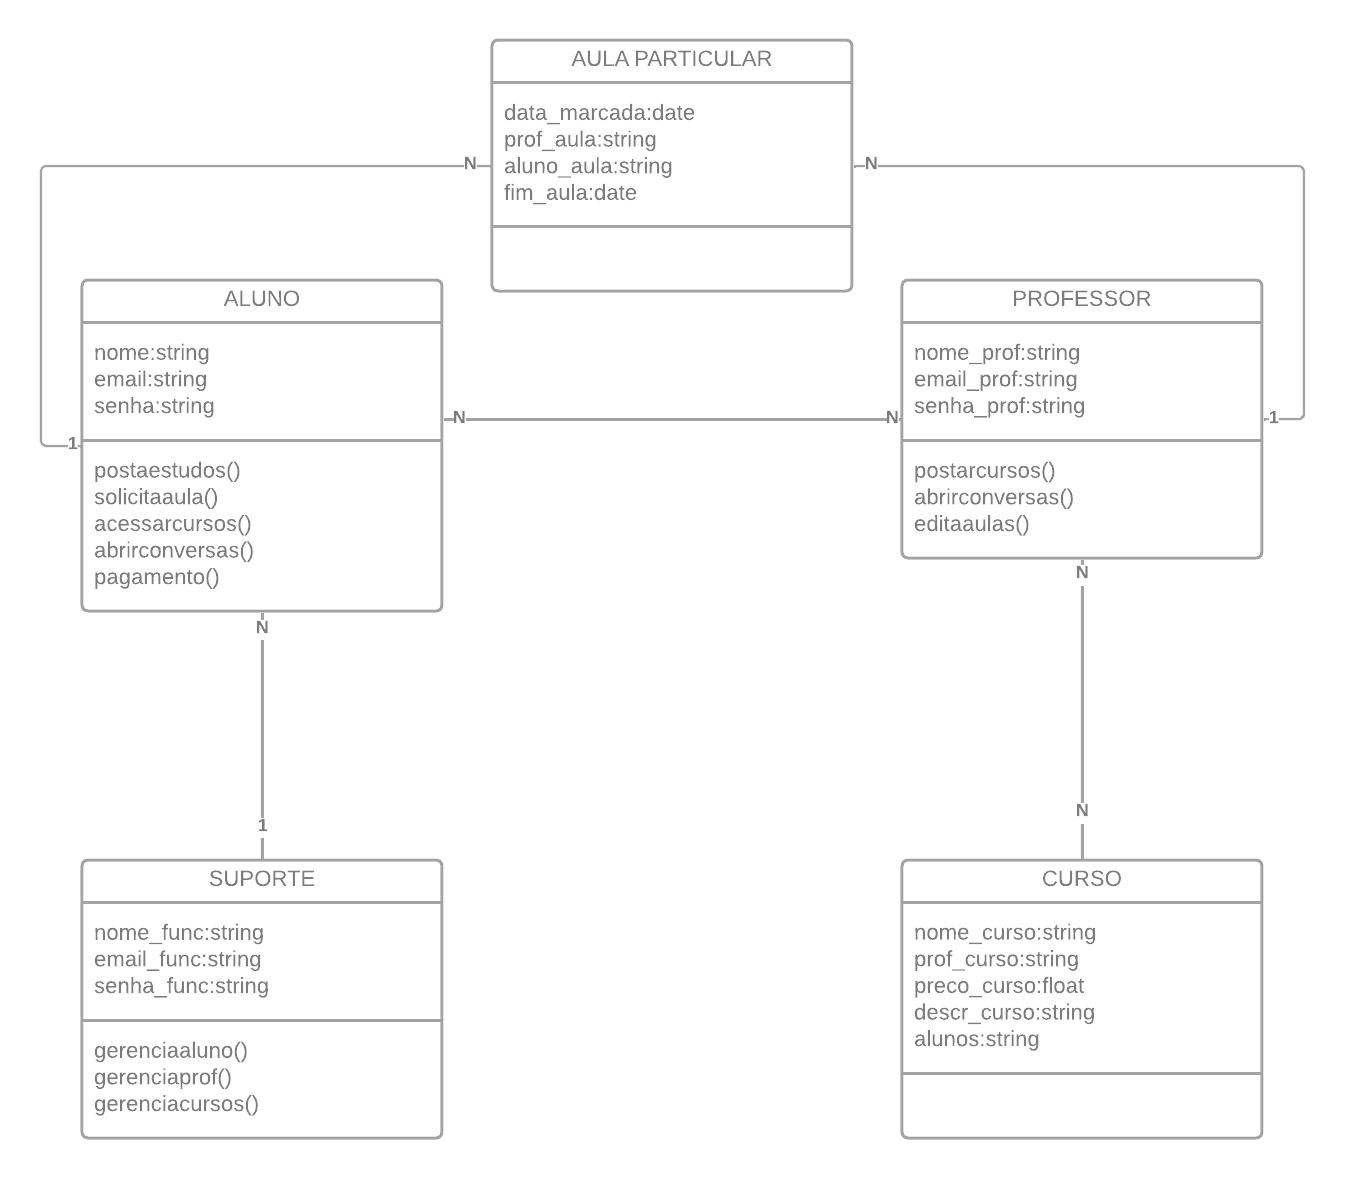 AULA PARTICULAR
data_marcada:date
prof_aula:string
aluno_aula:string
fim_aula:date
N
N
ALUNO
nome:string
email:string
senha:string
postaestudos()
solicitaaula()
acessarcursos()
abrirconversas()
pagamento()
1
N
N
PROFESSOR
nome_prof:string
email_prof:string
senha_prof:string
postarcursos()
abrirconversas()
editaaulas()
1
N
N
1
N
SUPORTE
nome_func:string
email_func:string
senha_func:string
gerenciaaluno()
gerenciaprof()
gerenciacursos()
CURSO
nome_curso:string
prof_curso:string
preco_curso:float
descr_curso:string
alunos:string